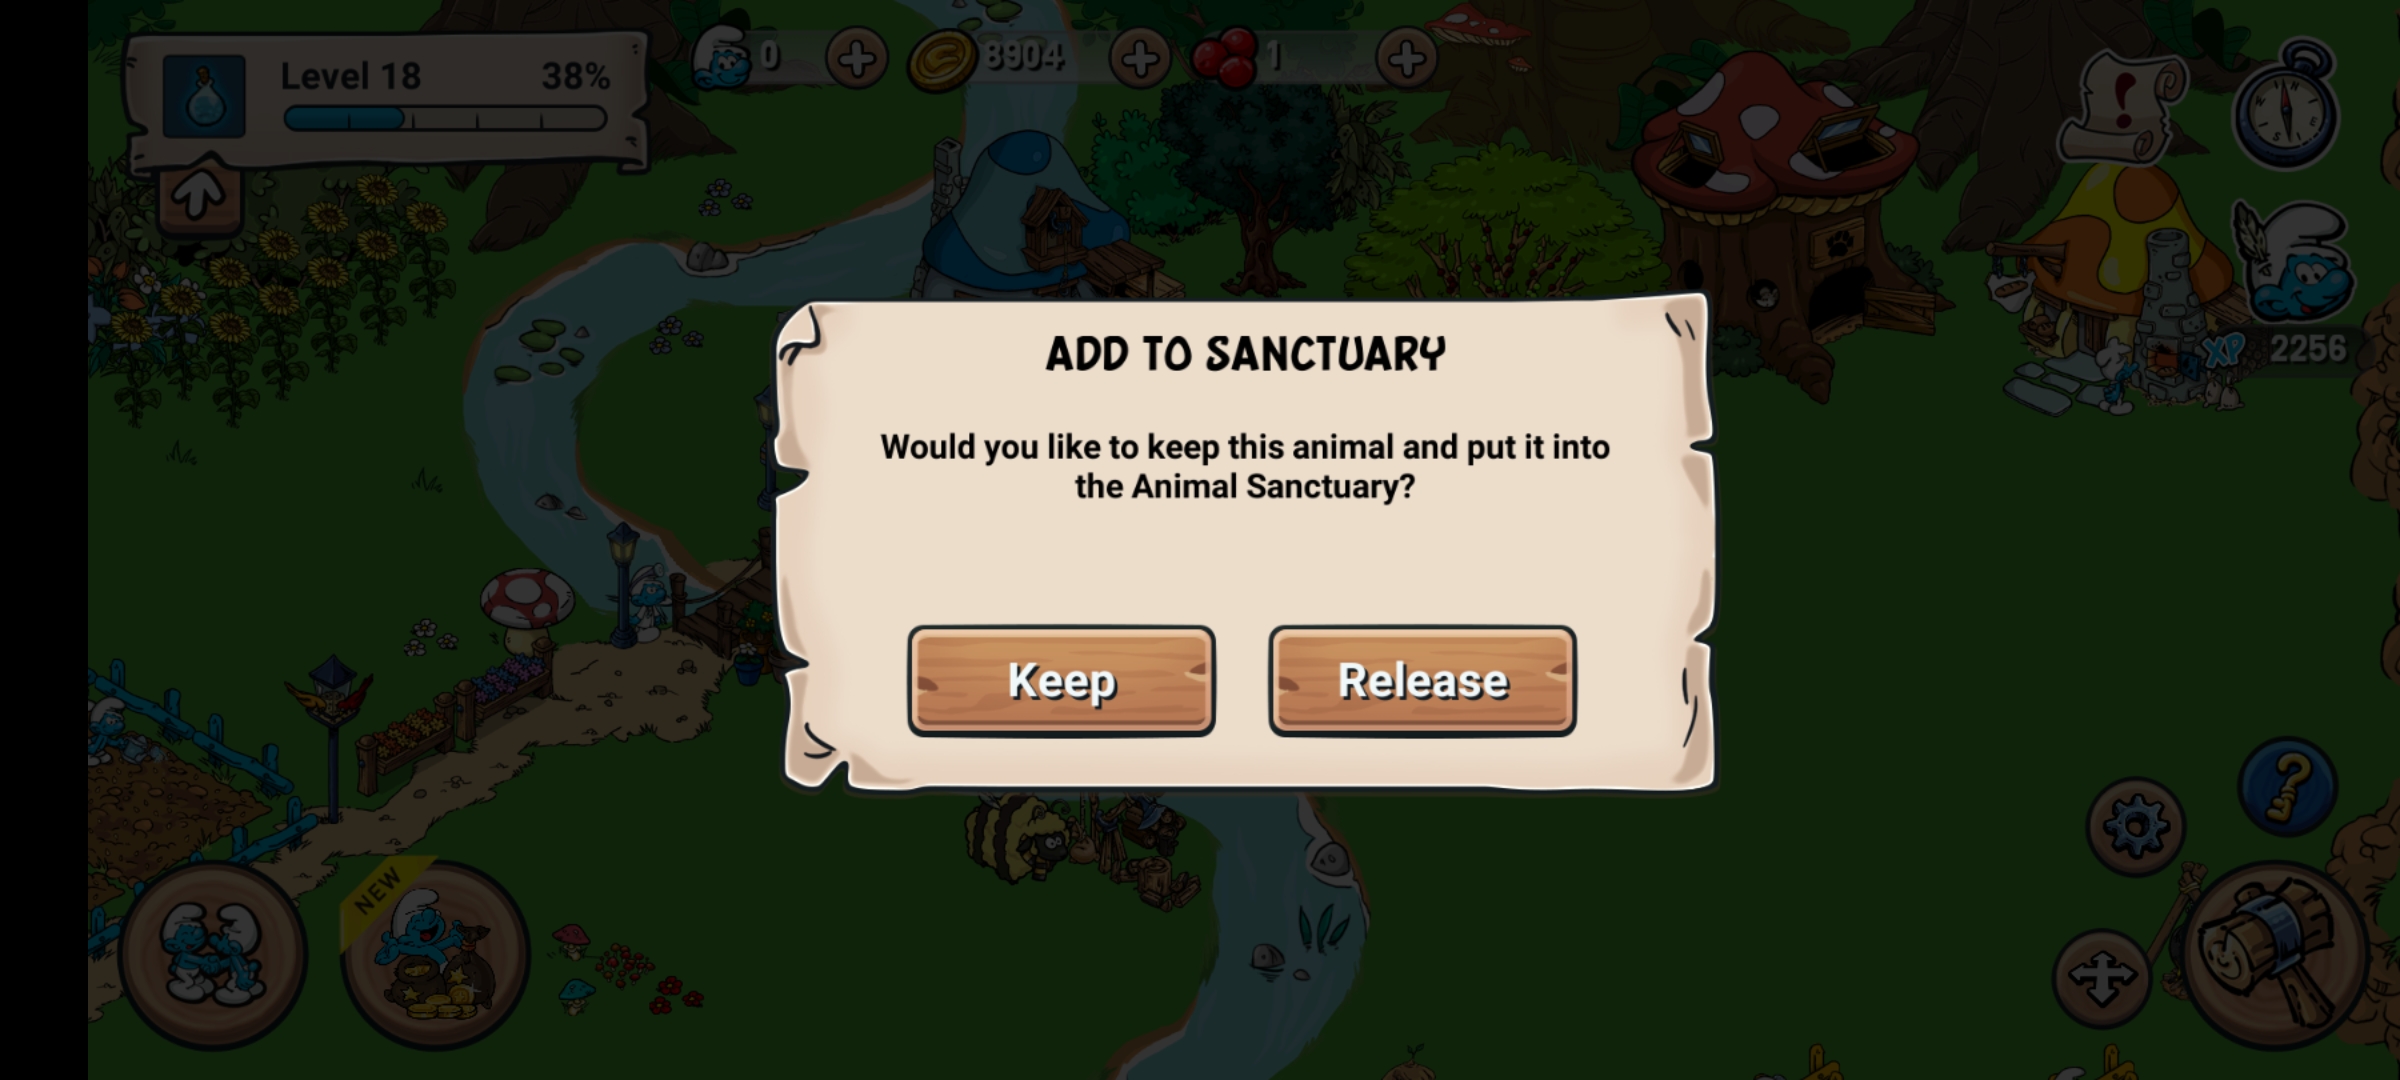 Level 18 38%
0
8904
1
XP 2256
ADD TO SANCTUARY
Would you like to keep this animal and put it into
the Animal Sanctuary?
Keep
Release
NEW